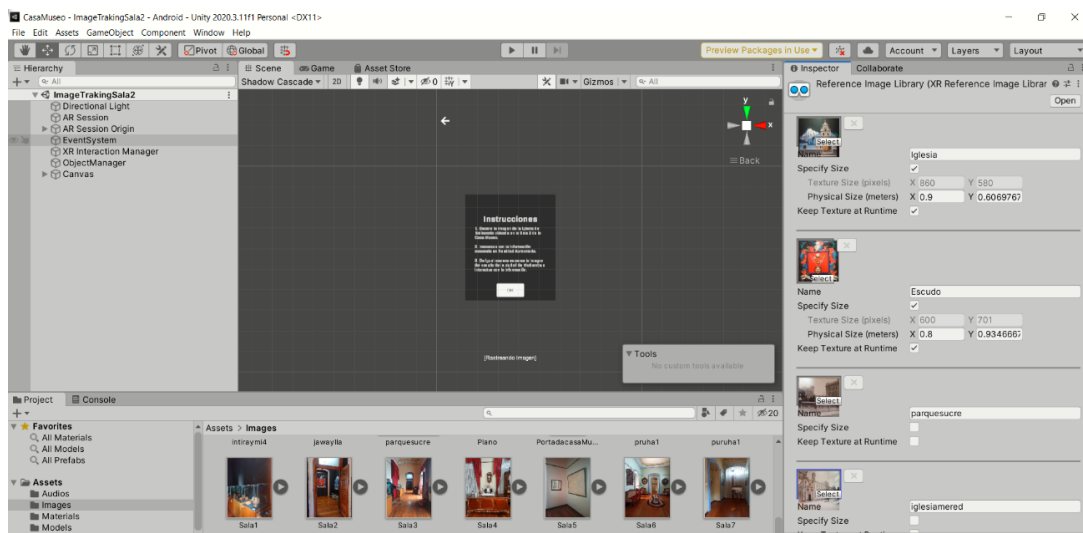 CasaMuseo - ImageTrakingSala2 - Android - Unity 2020.3.11f1 Personal <DX11>
File Edit Assets GameObject Component Window Help
Pivot Global Preview Packages in Use Account Layers Layout
Hierarchy
All
ImageTrakingSala2
Directional Light
AR Session
AR Session Origin
EventSystem
XR Interaction Manager
ObjectManager
Canvas
Scene Game Asset Store
Shadow Cascade 2D 0 Gizmos All
y
x
Back
Instrucciones
OK
[Rastreando Imagen]
Tools
No custom tools available
Inspector Collaborate
Reference Image Library (XR Reference Image Librar
Open
Select
Name Iglesia
Specify Size
Texture Size (pixels) X 860 Y 580
Physical Size (meters) X 0.9 Y 0.6069767
Keep Texture at Runtime
Select
Name Escudo
Specify Size
Texture Size (pixels) X 600 Y 701
Physical Size (meters) X 0.8 Y 0.9346667
Keep Texture at Runtime
Select
Name parquesucre
Specify Size
Keep Texture at Runtime
Select
Name iglesiamered
Specify Size
Project Console
20
Favorites
All Materials
All Models
All Prefabs
Assets
Audios
Images
Materials
Models
Assets > Images
intiraymi4 jawaylla parquesucre Piano PortadacasaMu... pruha1 puruha1
Sala1 Sala2 Sala3 Sala4 Sala5 Sala6 Sala7